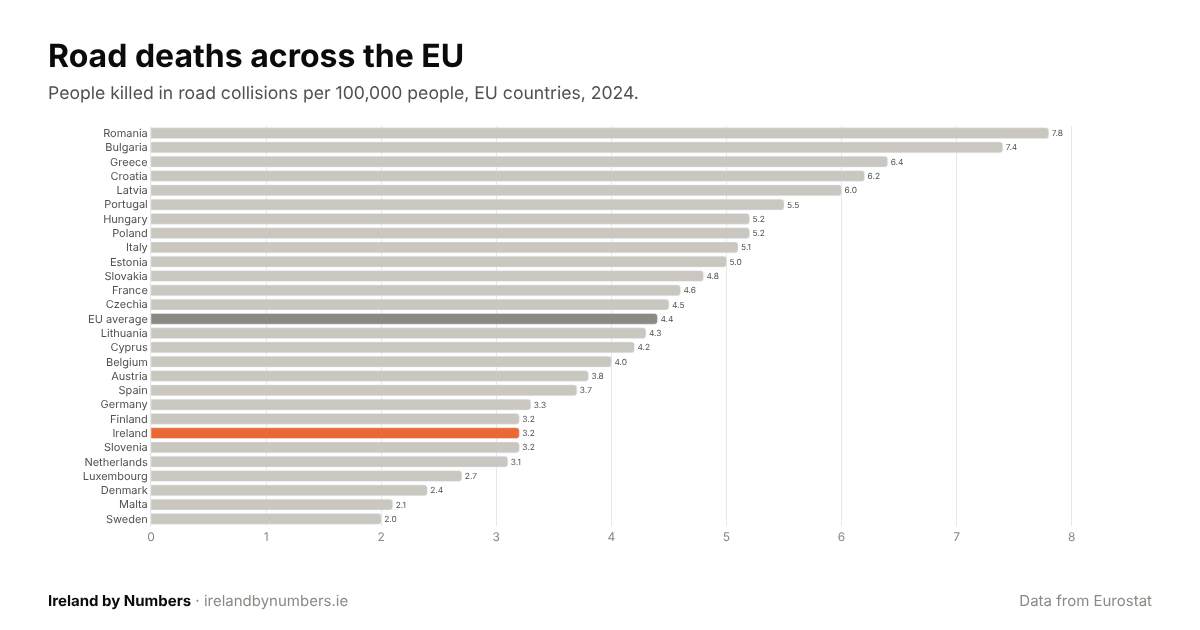 Road deaths across the EU
People killed in road collisions per 100,000 people, EU countries, 2024.
Romania 7.8
Bulgaria 7.4
Greece 6.4
Croatia 6.2
Latvia 6.0
Portugal 5.5
Hungary 5.2
Poland 5.2
Italy 5.1
Estonia 5.0
Slovakia 4.8
France 4.6
Czechia 4.5
EU average 4.4
Lithuania 4.3
Cyprus 4.2
Belgium 4.0
Austria 3.8
Spain 3.7
Germany 3.3
Finland 3.2
Ireland 3.2
Slovenia 3.2
Netherlands 3.1
Luxembourg 2.7
Denmark 2.4
Malta 2.1
Sweden 2.0
0 1 2 3 4 5 6 7 8
Ireland by Numbers · irelandbynumbers.ie Data from Eurostat